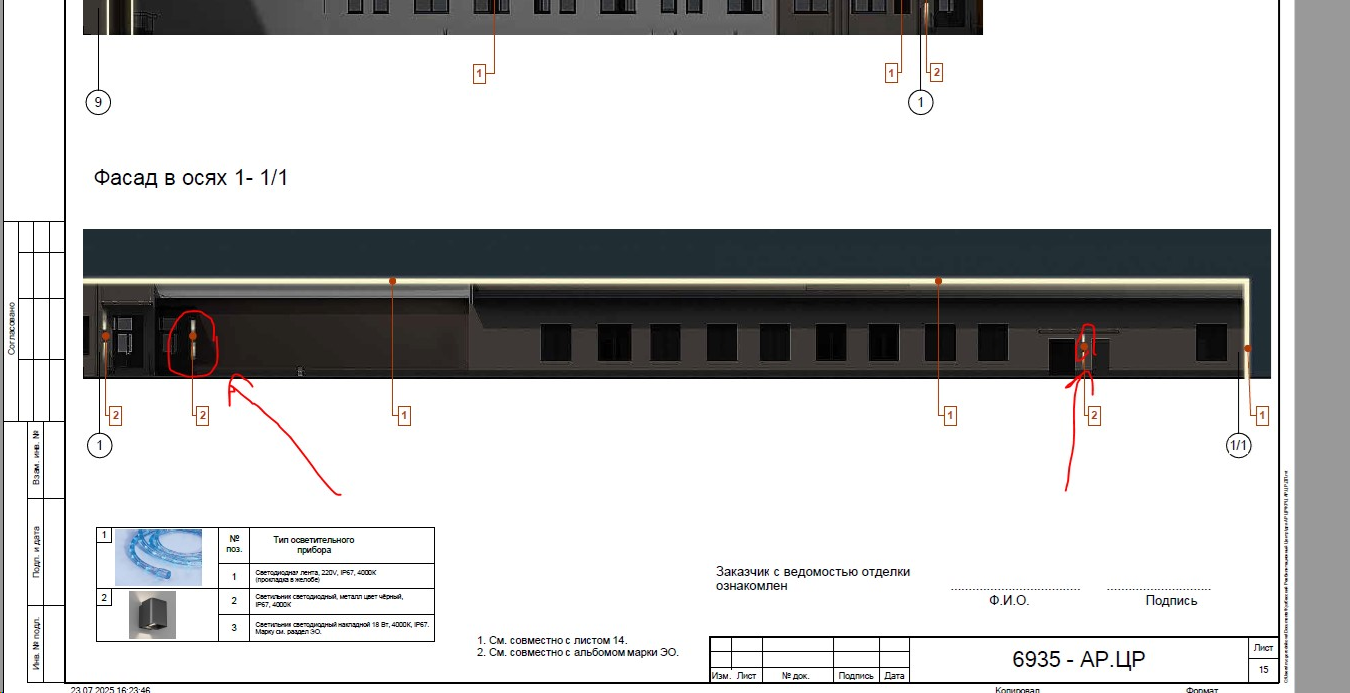 1
1
2
9
1
Фасад в осях 1- 1/1
Согласовано
2
2
1
1
2
1
1
1/1
Взам. инв. №
Подп. и дата
Инв. № подл.
1
№ поз.
Тип осветительного прибора
1
Светодиодная лента, 220V, IP67, 4000К
(прокладка в желобе)
2
2
Светильник светодиодный, металл цвет чёрный,
IP67, 4000К
3
Светильник светодиодный накладной 18 Вт, 4000К, IP67.
Марку см. раздел ЭО.
Заказчик с ведомостью отделки
ознакомлен
Ф.И.О.
Подпись
1. См. совместно с листом 14.
2. См. совместно с альбомом марки ЭО.
Изм.
Лист
№ док.
Подпись
Дата
6935 - АР.ЦР
Лист
15
23.07.2025 16:23:46
Копировал
Формат